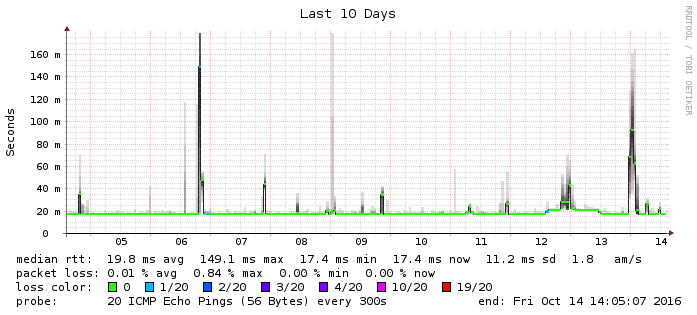 Last 10 Days
RRDTOOL / TOBI OETIKER
Seconds
160 m
140 m
120 m
100 m
80 m
60 m
40 m
20 m
0
05 06 07 08 09 10 11 12 13 14
median rtt: 19.8 ms avg 149.1 ms max 17.4 ms min 17.4 ms now 11.2 ms sd 1.8 am/s
packet loss: 0.01 % avg 0.84 % max 0.00 % min 0.00 % now
loss color: 0 1/20 2/20 3/20 4/20 10/20 19/20
probe: 20 ICMP Echo Pings (56 Bytes) every 300s end: Fri Oct 14 14:05:07 2016